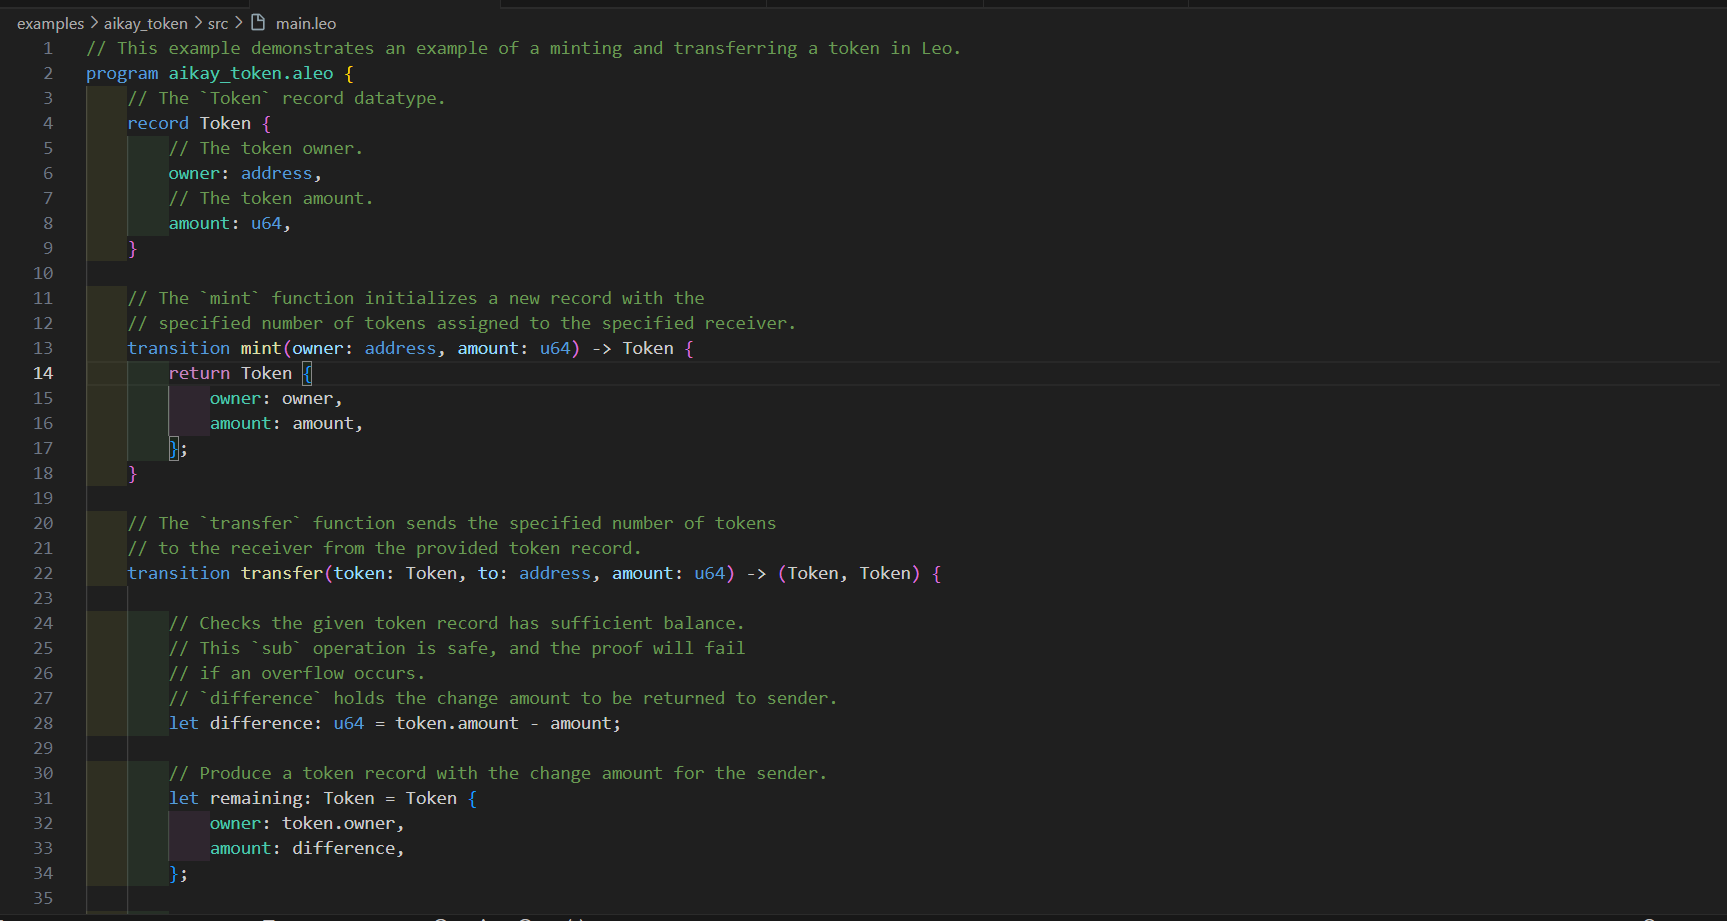 examples > aikay_token > src > main.leo
1 // This example demonstrates an example of a minting and transferring a token in Leo.
2 program aikay_token.aleo {
3 // The `Token` record datatype.
4 record Token {
5 // The token owner.
6 owner: address,
7 // The token amount.
8 amount: u64,
9 }
10
11 // The `mint` function initializes a new record with the
12 // specified number of tokens assigned to the specified receiver.
13 transition mint(owner: address, amount: u64) -> Token {
14 return Token {
15 owner: owner,
16 amount: amount,
17 };
18 }
19
20 // The `transfer` function sends the specified number of tokens
21 // to the receiver from the provided token record.
22 transition transfer(token: Token, to: address, amount: u64) -> (Token, Token) {
23
24 // Checks the given token record has sufficient balance.
25 // This `sub` operation is safe, and the proof will fail
26 // if an overflow occurs.
27 // `difference` holds the change amount to be returned to sender.
28 let difference: u64 = token.amount - amount;
29
30 // Produce a token record with the change amount for the sender.
31 let remaining: Token = Token {
32 owner: token.owner,
33 amount: difference,
34 };
35